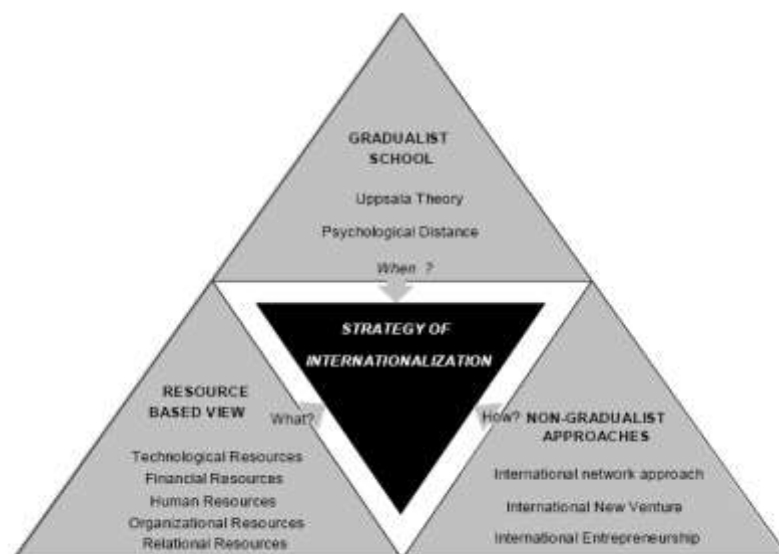 GRADUALIST
SCHOOL
Uppsala Theory
Psychological Distance
When ?
STRATEGY OF
INTERNATIONALIZATION
RESOURCE
BASED VIEW
What?
Technological Resources
Financial Resources
Human Resources
Organizational Resources
Relational Resources
How?
NON-GRADUALIST
APPROACHES
International network approach
International New Venture
International Entrepreneurship